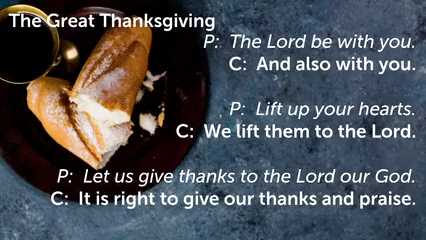 The Great Thanksgiving
P: The Lord be with you.
C: And also with you.
P: Lift up your hearts.
C: We lift them to the Lord.
P: Let us give thanks to the Lord our God.
C: It is right to give our thanks and praise.